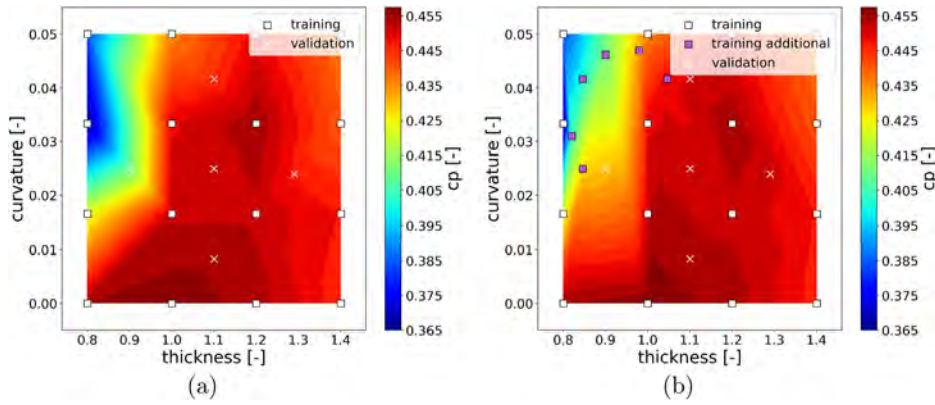 training
validation
0.05
0.04
0.03
0.02
0.01
0.00
curvature [-]
0.8 0.9 1.0 1.1 1.2 1.3 1.4
thickness [-]
0.455
0.445
0.435
0.425
0.415
0.405
0.395
0.385
0.375
0.365
cp [-]
(a)
training
training additional
validation
0.05
0.04
0.03
0.02
0.01
0.00
curvature [-]
0.8 0.9 1.0 1.1 1.2 1.3 1.4
thickness [-]
0.455
0.445
0.435
0.425
0.415
0.405
0.395
0.385
0.375
0.365
cp [-]
(b)